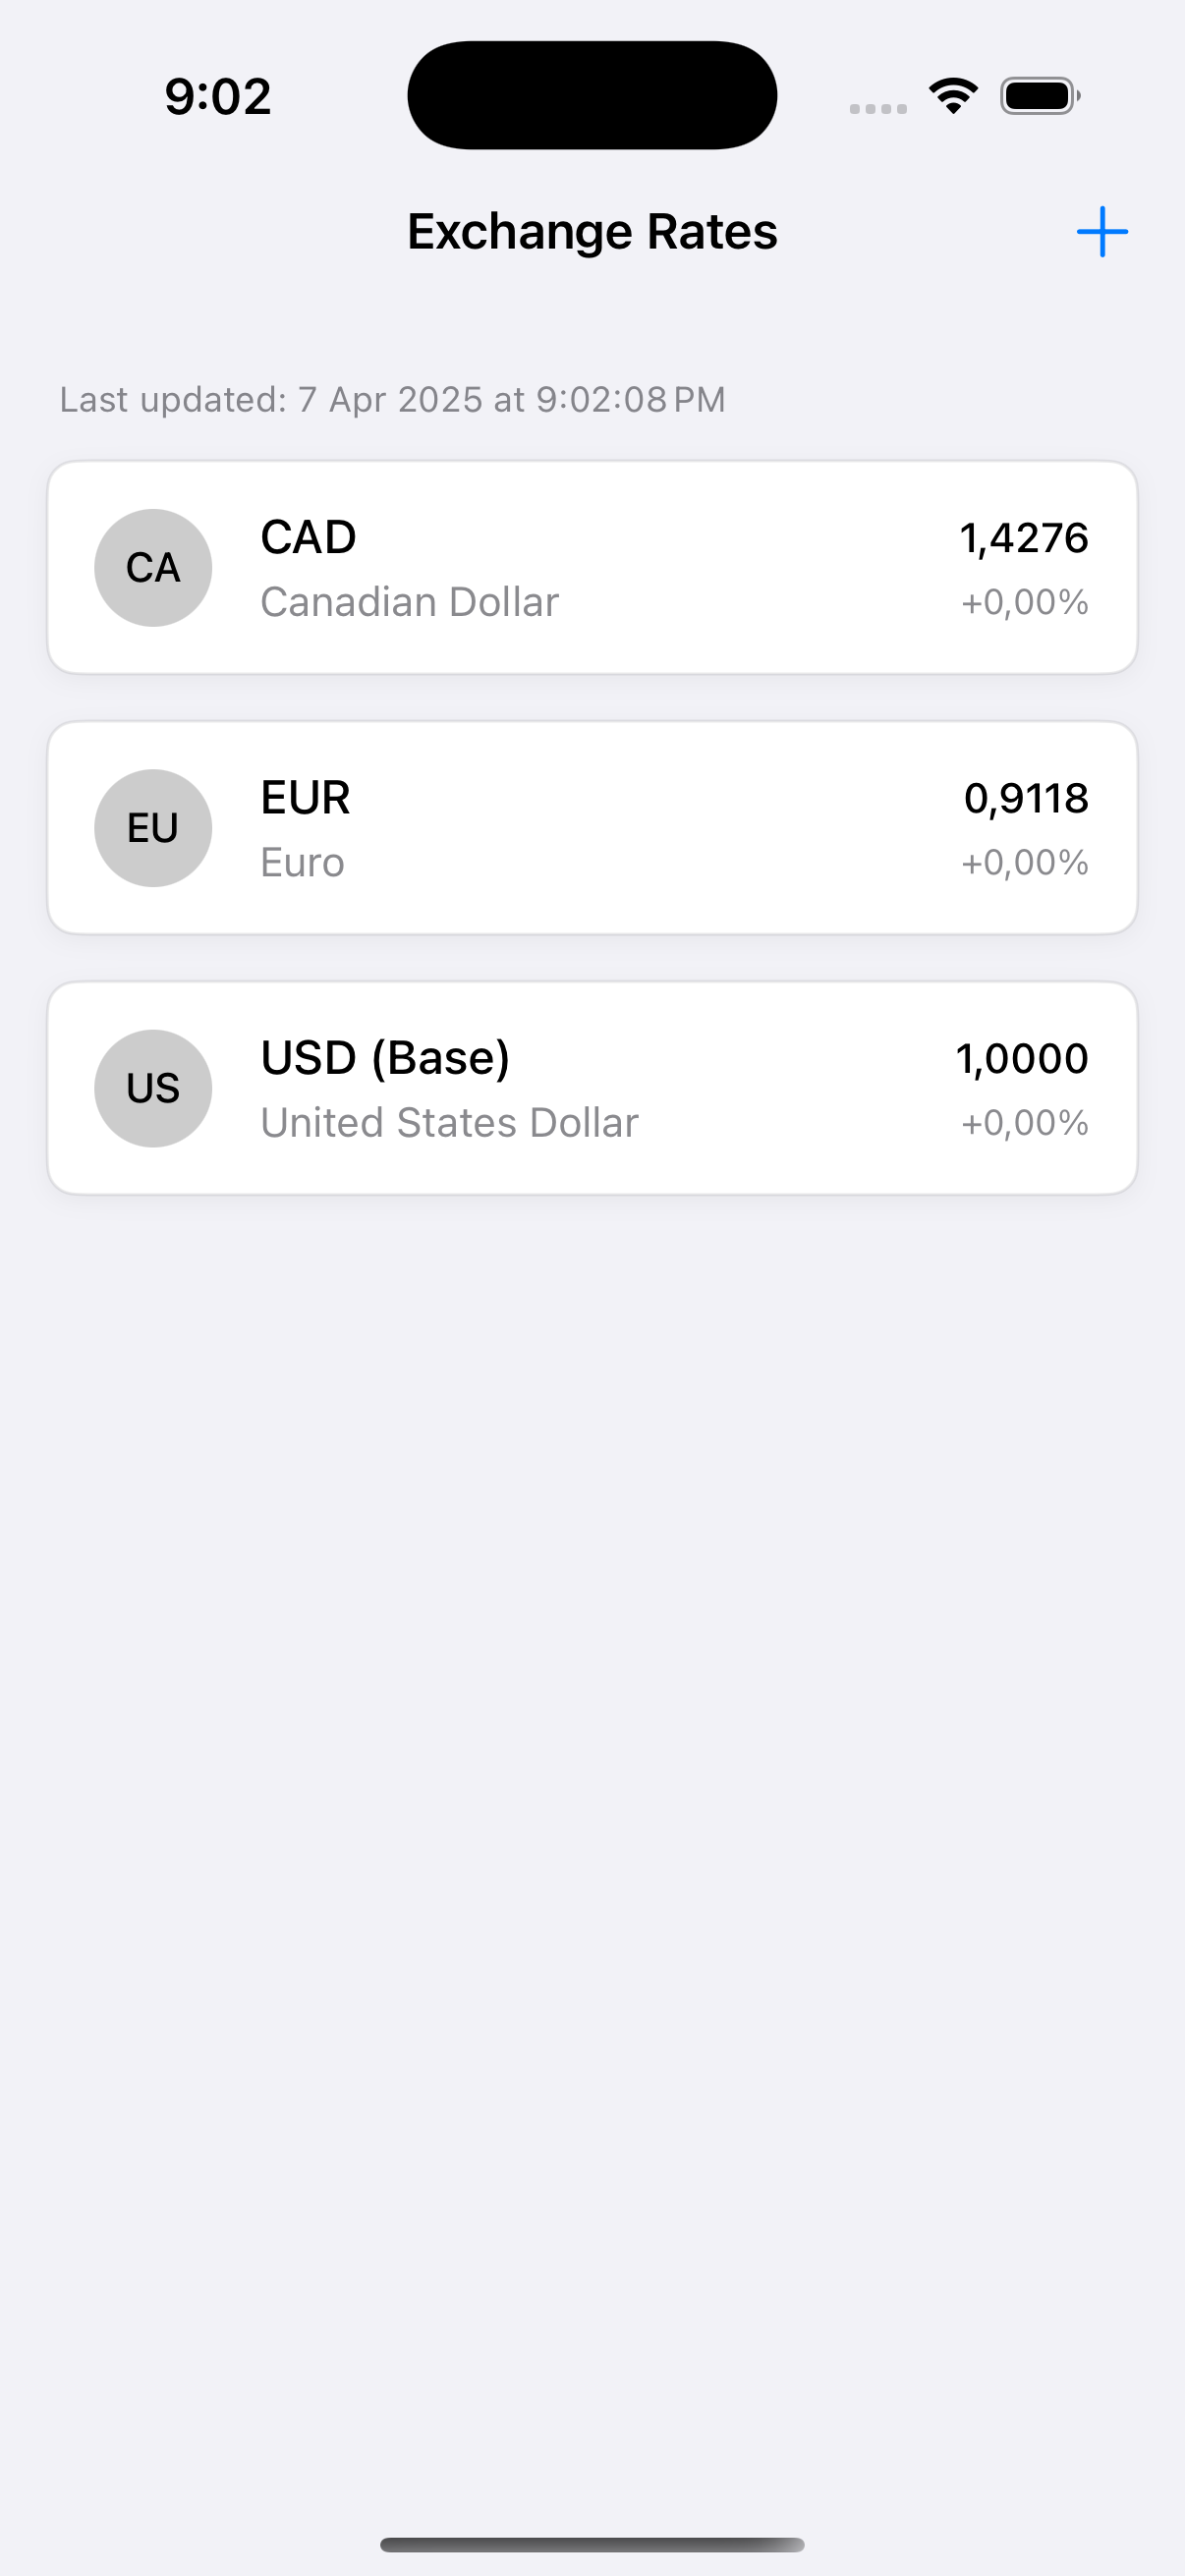 9:02
Exchange Rates
Last updated: 7 Apr 2025 at 9:02:08 PM
CA
CAD
1,4276
Canadian Dollar
+0,00%
EU
EUR
0,9118
Euro
+0,00%
US
USD (Base)
1,0000
United States Dollar
+0,00%